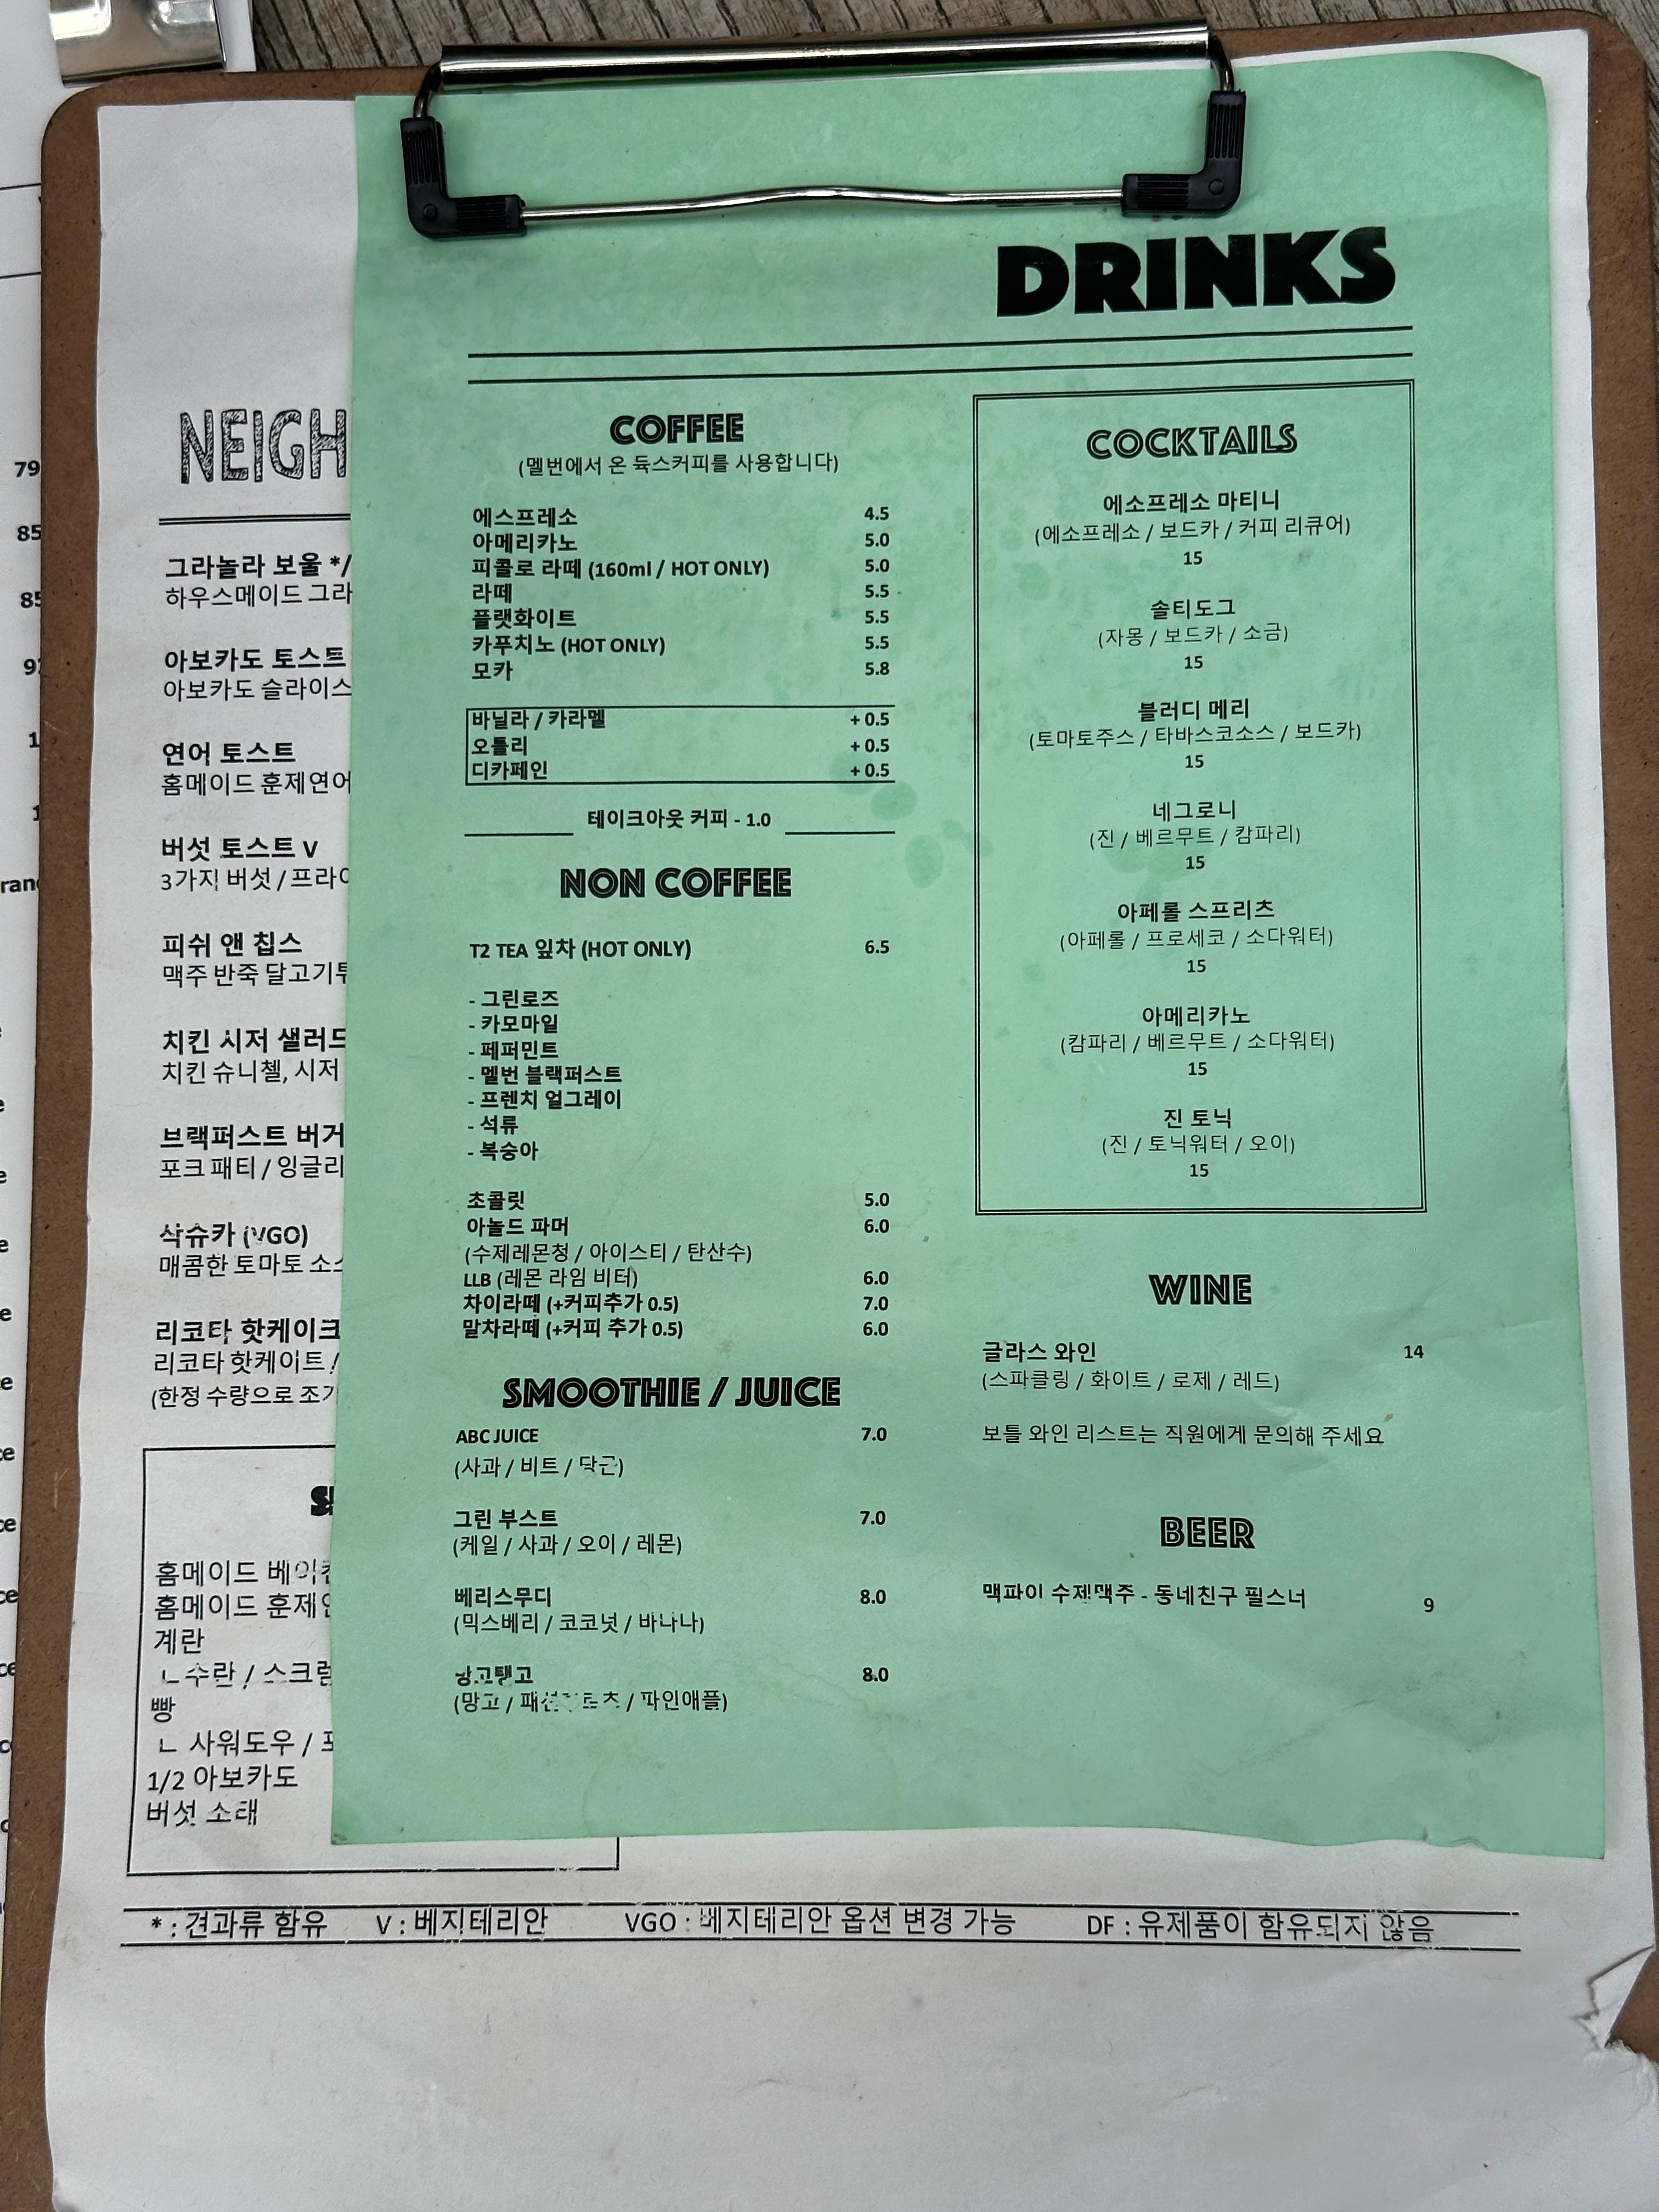 DRINKS
COFFEE
(멜번에서 온 듁스커피를 사용합니다)
에스프레소 4.5
아메리카노 5.0
피콜로 라떼 (160ml / HOT ONLY) 5.0
라떼 5.5
플랫화이트 5.5
카푸치노 (HOT ONLY) 5.5
모카 5.8
바닐라 / 카라멜 + 0.5
오틀리 + 0.5
디카페인 + 0.5
테이크아웃 커피 - 1.0
NON COFFEE
T2 TEA 잎차 (HOT ONLY) 6.5
- 그린로즈
- 카모마일
- 페퍼민트
- 멜번 블랙퍼스트
- 프렌치 얼그레이
- 석류
- 복숭아
초콜릿 5.0
아놀드 파머 6.0
(수제레몬청 / 아이스티 / 탄산수)
LLB (레몬 라임 비터) 6.0
차이라떼 (+커피추가 0.5) 7.0
말차라떼 (+커피 추가 0.5) 6.0
SMOOTHIE / JUICE
ABC JUICE 7.0
(사과 / 비트 / 당근)
그린 부스트 7.0
(케일 / 사과 / 오이 / 레몬)
베리스무디 8.0
(믹스베리 / 코코넛 / 바나나)
망고탱고 8.0
(망고 / 패션후르츠 / 파인애플)
COCKTAILS
에소프레소 마티니
(에소프레소 / 보드카 / 커피 리큐어)
15
솔티도그
(자몽 / 보드카 / 소금)
15
블러디 메리
(토마토주스 / 타바스코소스 / 보드카)
15
네그로니
(진 / 베르무트 / 캄파리)
15
아페롤 스프리츠
(아페롤 / 프로세코 / 소다워터)
15
아메리카노
(캄파리 / 베르무트 / 소다워터)
15
진 토닉
(진 / 토닉워터 / 오이)
15
WINE
글라스 와인 14
(스파클링 / 화이트 / 로제 / 레드)
보틀 와인 리스트는 직원에게 문의해 주세요
BEER
맥파이 수제맥주 - 동네친구 필스너 9
NEIGH
그라놀라 보울 */
하우스메이드 그라
아보카도 토스트
아보카도 슬라이스
연어 토스트
홈메이드 훈제연어
버섯 토스트 V
3가지 버섯 / 프라이
피쉬 앤 칩스
맥주 반죽 달고기튀
치킨 시저 샐러드
치킨 슈니첼, 시저
브랙퍼스트 버거
포크 패티 / 잉글리
삭슈카 (VGO)
매콤한 토마토 소스
리코타 핫케이크
리코타 핫케이트 /
(한정 수량으로 조기
홈메이드 베이컨
홈메이드 훈제연
계란
ㄴ수란 / 스크럼
빵
ㄴ 사워도우 / 포
1/2 아보카도
버섯 소태
* : 견과류 함유 V : 베지테리안 VGO : 베지테리안 옵션 변경 가능 DF : 유제품이 함유되지 않음
79
85